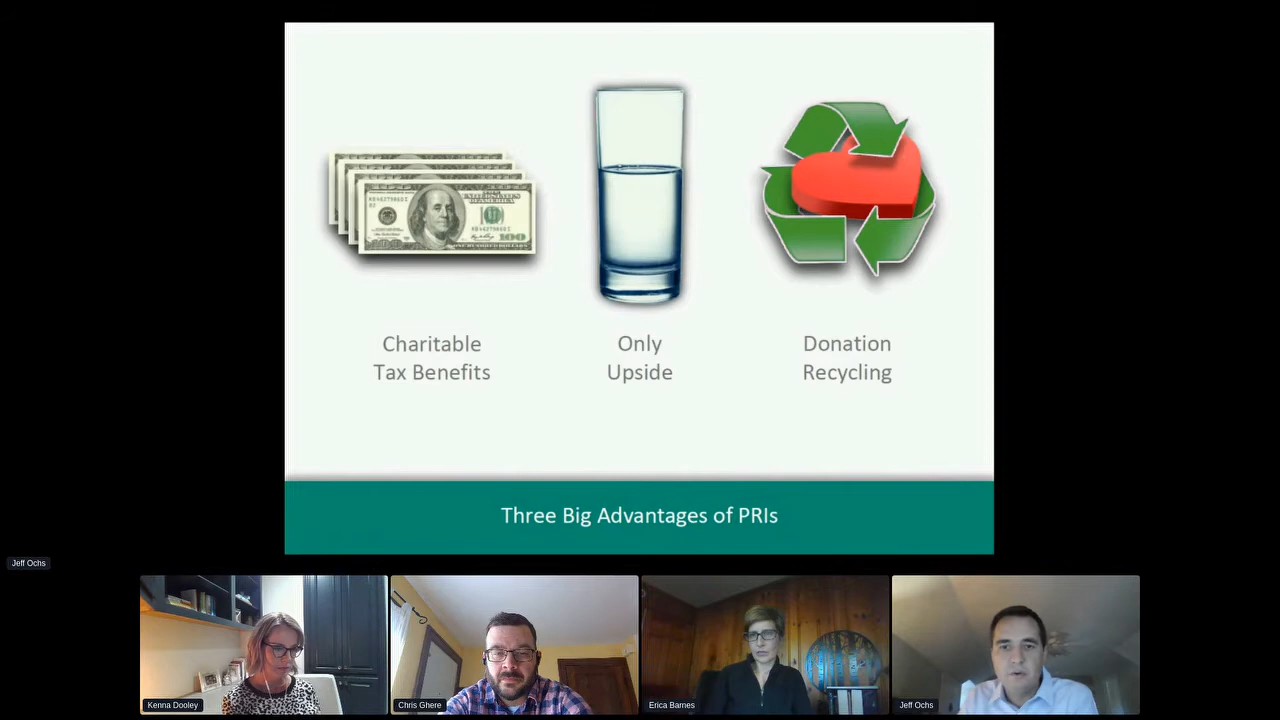 Charitable
Tax Benefits
Only
Upside
Donation
Recycling
Three Big Advantages of PRIs
Jeff Ochs
Kenna Dooley
Chris Ghere
Erica Barnes
Jeff Ochs